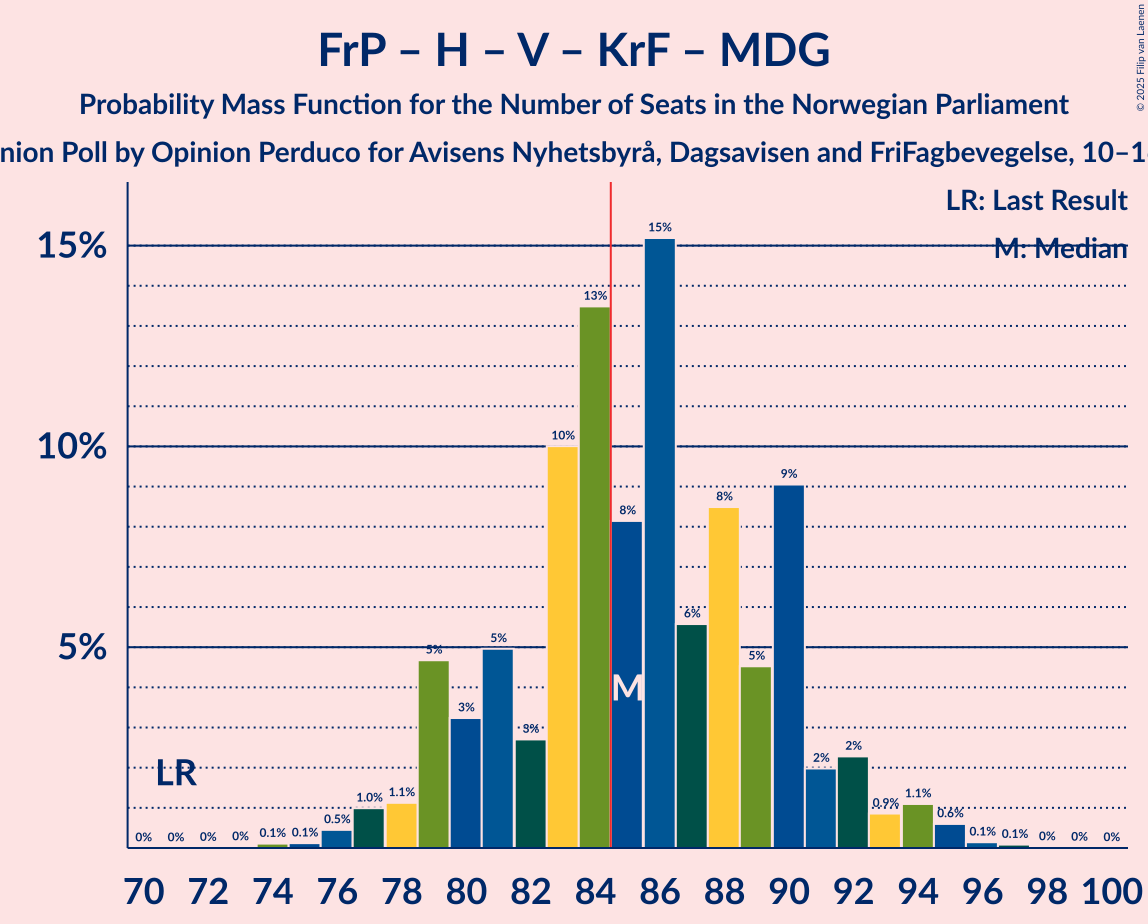 FrP – H – V – KrF – MDG
Probability Mass Function for the Number of Seats in the Norwegian Parliament
nion Poll by Opinion Perduco for Avisens Nyhetsbyrå, Dagsavisen and FriFagbevegelse, 10–1
© 2025 Filip van Laenen
LR: Last Result
M: Median
15%
10%
5%
0% 0% 0% 0% 0.1% 0.1% 0.5% 1.0% 1.1% 5% 3% 5% 3% 10% 13% 8% 15% 6% 8% 5% 9% 2% 2% 0.9% 1.1% 0.6% 0.1% 0.1% 0% 0% 0%
M
LR
70 72 74 76 78 80 82 84 86 88 90 92 94 96 98 100